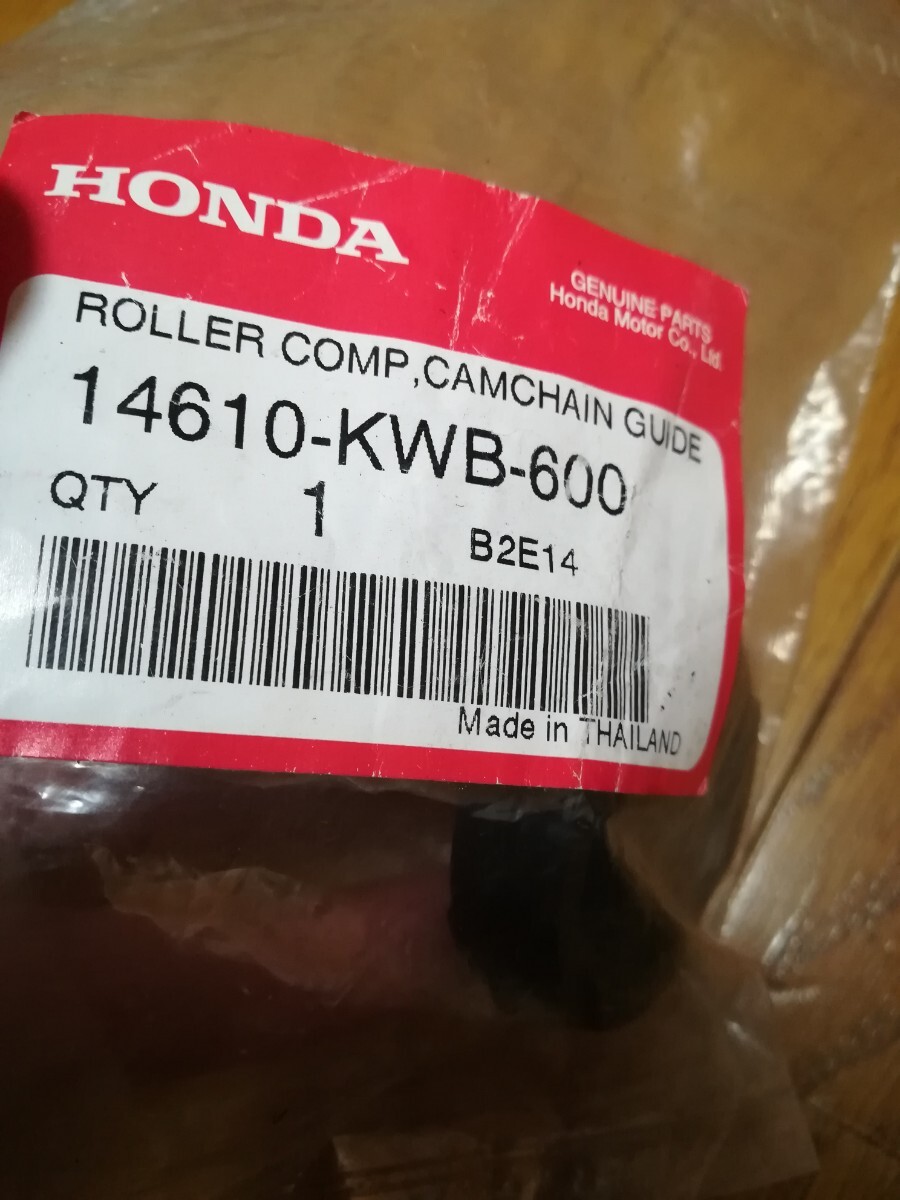 HONDA
GENUINE PARTS
Honda Motor Co., Ltd.
ROLLER COMP,CAMCHAIN GUIDE
14610-KWB-600
QTY 1 B2E14
Made in THAILAND